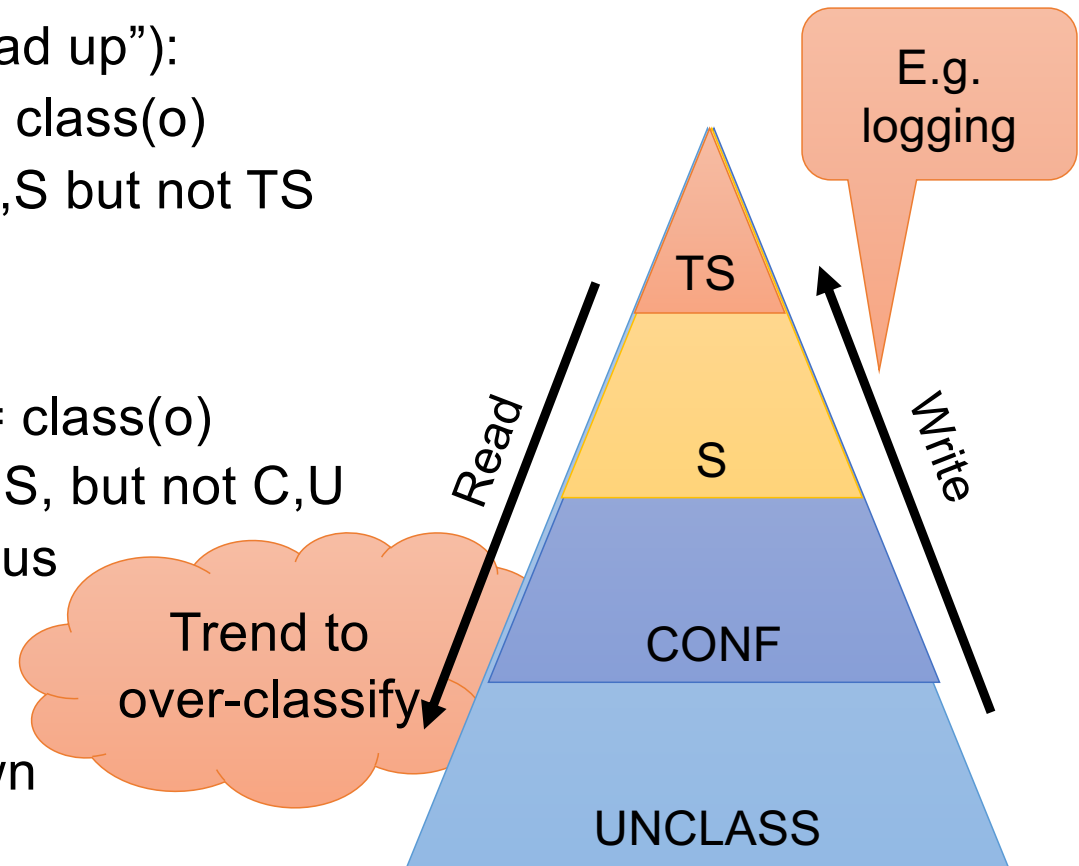 ad up”):
class(o)
,S but not TS
= class(o)
S, but not C,U
us
Trend to
over-classify
vn
E.g.
logging
TS
S
CONF
UNCLASS
Read
Write